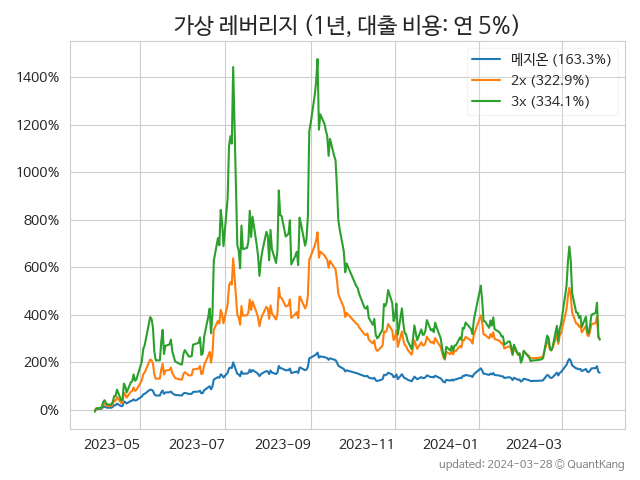 가상 레버리지 (1년, 대출 비용: 연 5%)
메지온 (163.3%)
2x (322.9%)
3x (334.1%)
1400%
1200%
1000%
800%
600%
400%
200%
0%
2023-05 2023-07 2023-09 2023-11 2024-01 2024-03
updated: 2024-03-28 © QuantKang